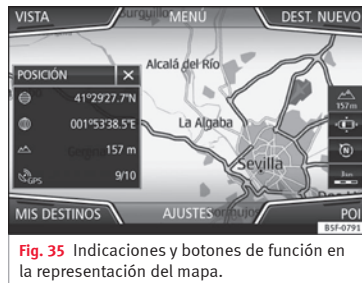 VISTA
MENÚ
DEST. NUEVO
Burguillo
POSICIÓN
Alcalá del Río
41°29'27.7"N
157 m
001°53'38.5"E
La Algaba
157 m
Sevilla
GPS
9/10
3km
MIS DESTINOS
AJUSTES
POI
BSF-0791
Fig. 35 Indicaciones y botones de función en
la representación del mapa.